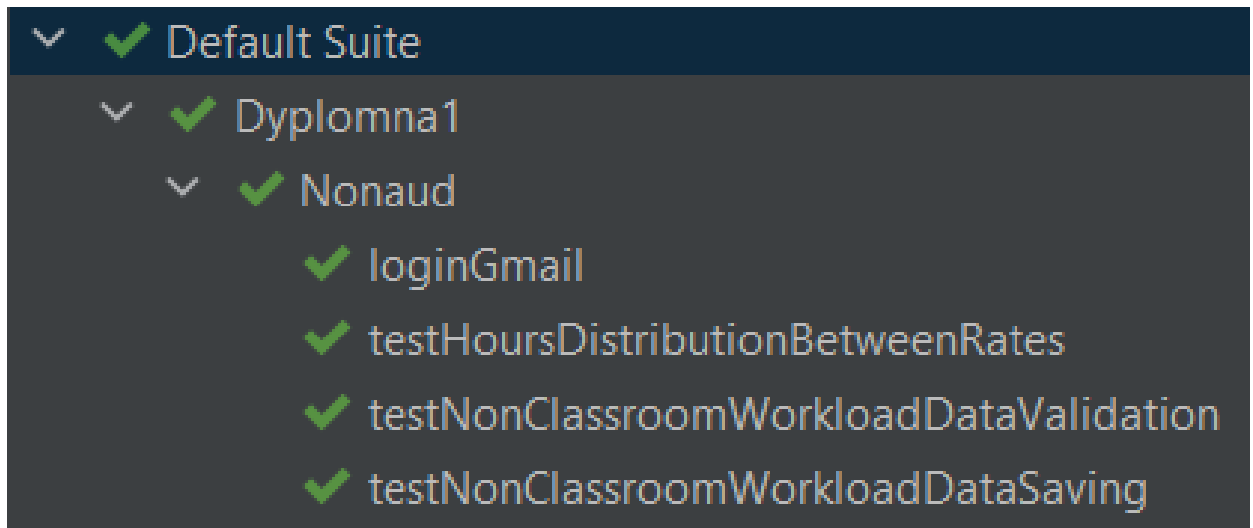 Default Suite
Dyplomna1
Nonaud
loginGmail
testHoursDistributionBetweenRates
testNonClassroomWorkloadDataValidation
testNonClassroomWorkloadDataSaving